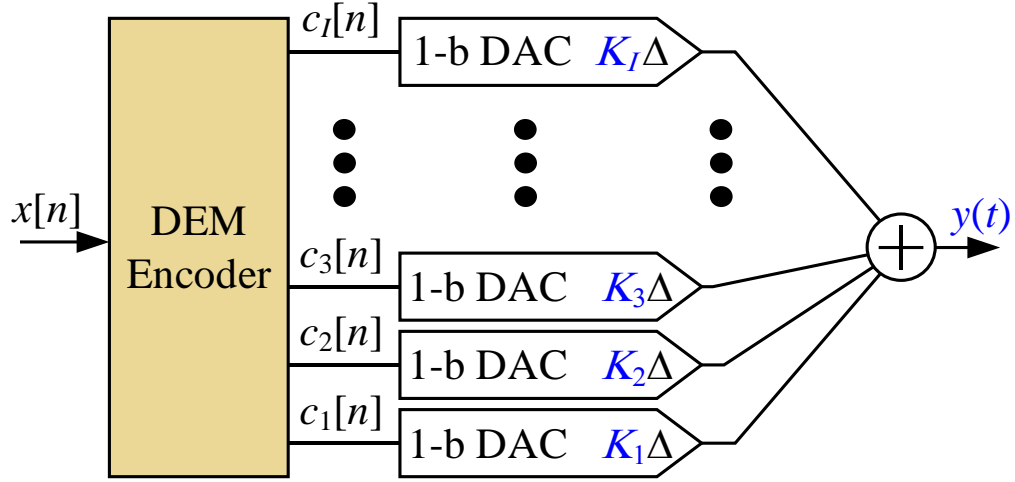 c_I[n] 1-b DAC K_IΔ
x[n] DEM y(t)
Encoder
c_3[n] 1-b DAC K_3Δ
c_2[n] 1-b DAC K_2Δ
c_1[n] 1-b DAC K_1Δ